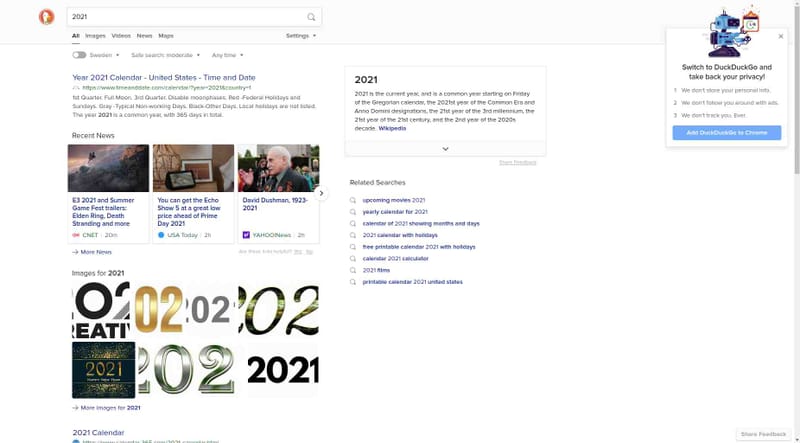 2021
All Images Videos News Maps
Settings
Sweden Safe search: moderate Any time
Year 2021 Calendar - United States - Time and Date
https://www.timeanddate.com/calendar/?year=2021&country=1
1st Quarter. Full Moon. 3rd Quarter. Disable moonphases. Red -Federal Holidays and
Sundays. Gray -Typical Non-working Days. Black-Other Days. Local holidays are not listed.
The year 2021 is a common year, with 365 days in total.
Recent News
E3 2021 and Summer
Game Fest trailers:
Elden Ring, Death
Stranding and more
CNET 20m
You can get the Echo
Show 5 at a great low
price ahead of Prime
Day 2021
USA Today 2h
David Dushman, 1923-
2021
YAHOO!News 2h
More News
Are these links helpful? Yes No
Images for 2021
202
CREATIV
202
202
202
2021
202
2021
More Images for 2021
2021 Calendar
2021
2021 is the current year, and is a common year starting on Friday
of the Gregorian calendar, the 2021st year of the Common Era and
Anno Domini designations, the 21st year of the 3rd millennium, the
21st year of the 21st century, and the 2nd year of the 2020s
decade. Wikipedia
Share Feedback
Related Searches
upcoming movies 2021
yearly calendar for 2021
calendar of 2021 showing months and days
2021 calendar with holidays
free printable calendar 2021 with holidays
calendar 2021 calculator
2021 films
printable calendar 2021 united states
Switch to DuckDuckGo and
take back your privacy!
1 We don't store your personal info.
2 We don't follow you around with ads.
3 We don't track you. Ever.
Add DuckDuckGo to Chrome
Share Feedback